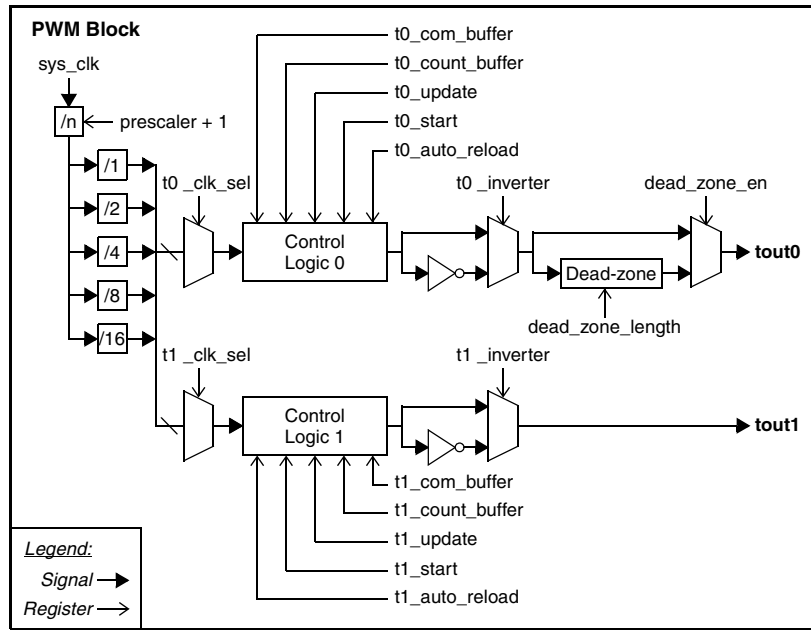 PWM Block
sys_clk
/n
prescaler + 1
/1
/2
/4
/8
/16
t0_com_buffer
t0_count_buffer
t0_update
t0_start
t0_auto_reload
t0 _clk_sel
Control
Logic 0
t0 _inverter
dead_zone_en
Dead-zone
dead_zone_length
tout0
t1 _clk_sel
Control
Logic 1
t1 _inverter
tout1
t1_com_buffer
t1_count_buffer
t1_update
t1_start
t1_auto_reload
Legend:
Signal
Register